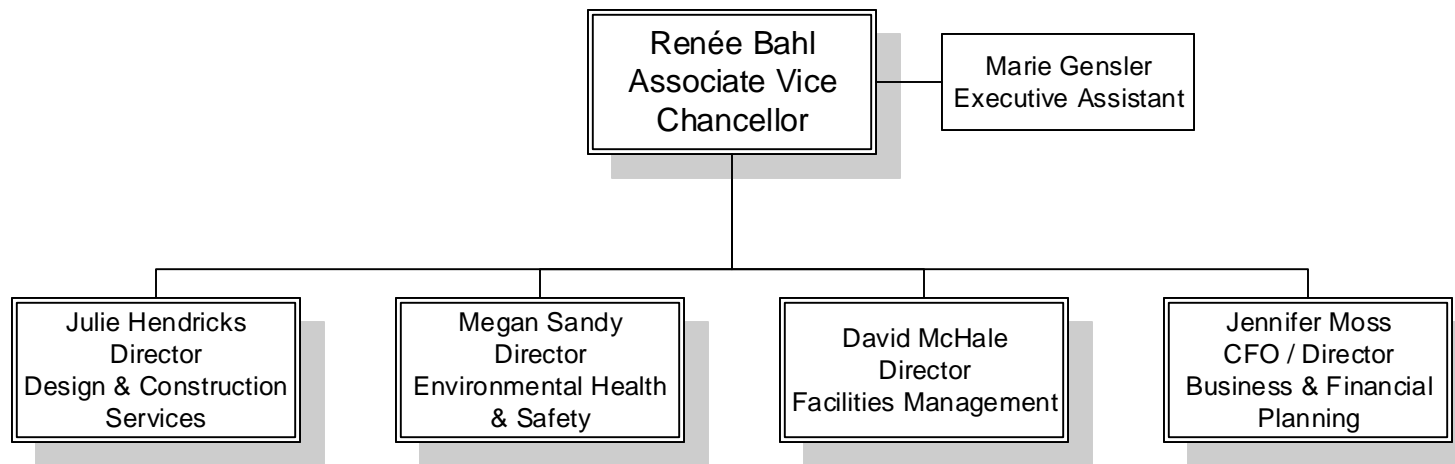 Renée Bahl
Associate Vice
Chancellor
Marie Gensler
Executive Assistant
Julie Hendricks
Director
Design & Construction
Services
Megan Sandy
Director
Environmental Health
& Safety
David McHale
Director
Facilities Management
Jennifer Moss
CFO / Director
Business & Financial
Planning